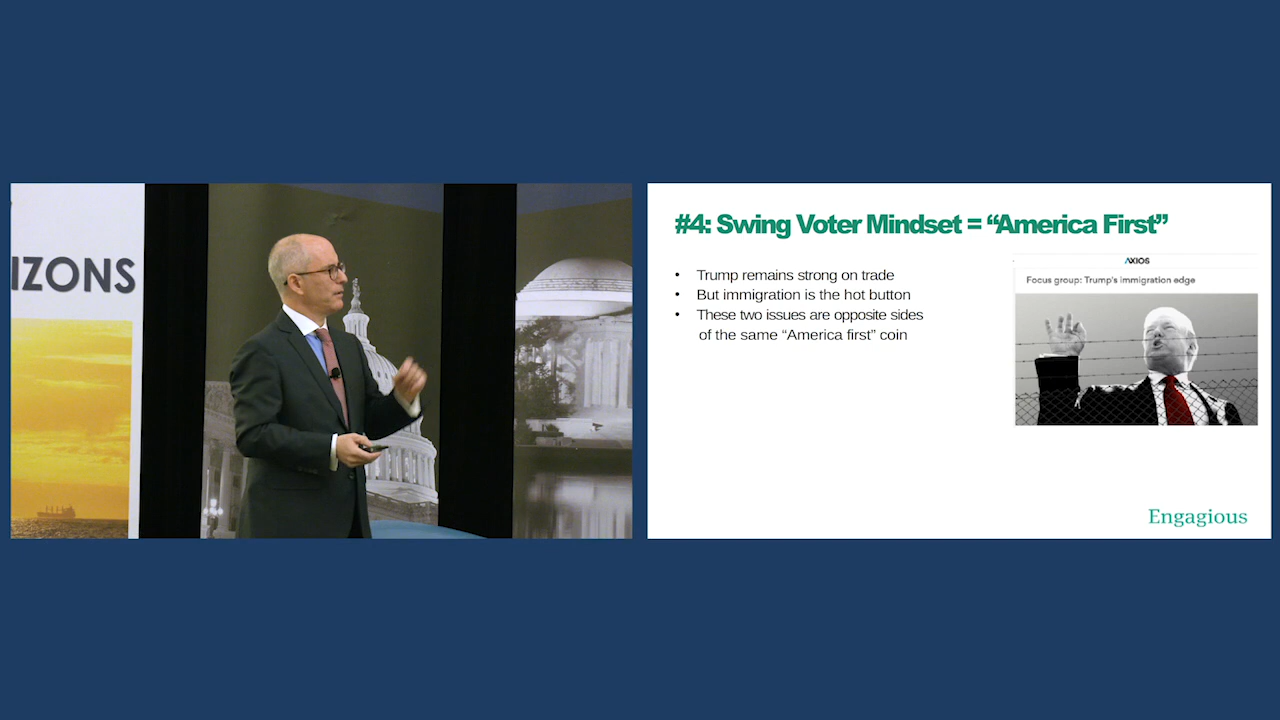 IZONS
#4: Swing Voter Mindset = “America First”
• Trump remains strong on trade
• But immigration is the hot button
• These two issues are opposite sides
of the same “America first” coin
AXIOS
Focus group: Trump's immigration edge
Engagious